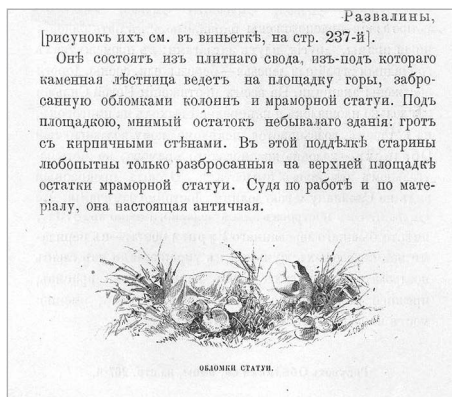 Развалины,
[рисунокъ ихъ см. въ виньеткѣ, на стр. 237-й].
Онѣ состоятъ изъ плитнаго свода, изъ-подъ котораго
каменная лѣстница ведетъ на площадку горы, забро-
санную обломками колоннъ и мраморной статуи. Подъ
площадкою, мнимый остатокъ небывалаго зданія: гротъ
съ кирпичными стѣнами. Въ этой поддѣлкѣ старины
любопытны только разбросанныя на верхней площадкѣ
остатки мраморной статуи. Судя по работѣ и по мате-
ріалу, она настоящая античная.
ОБЛОМКИ СТАТУИ.